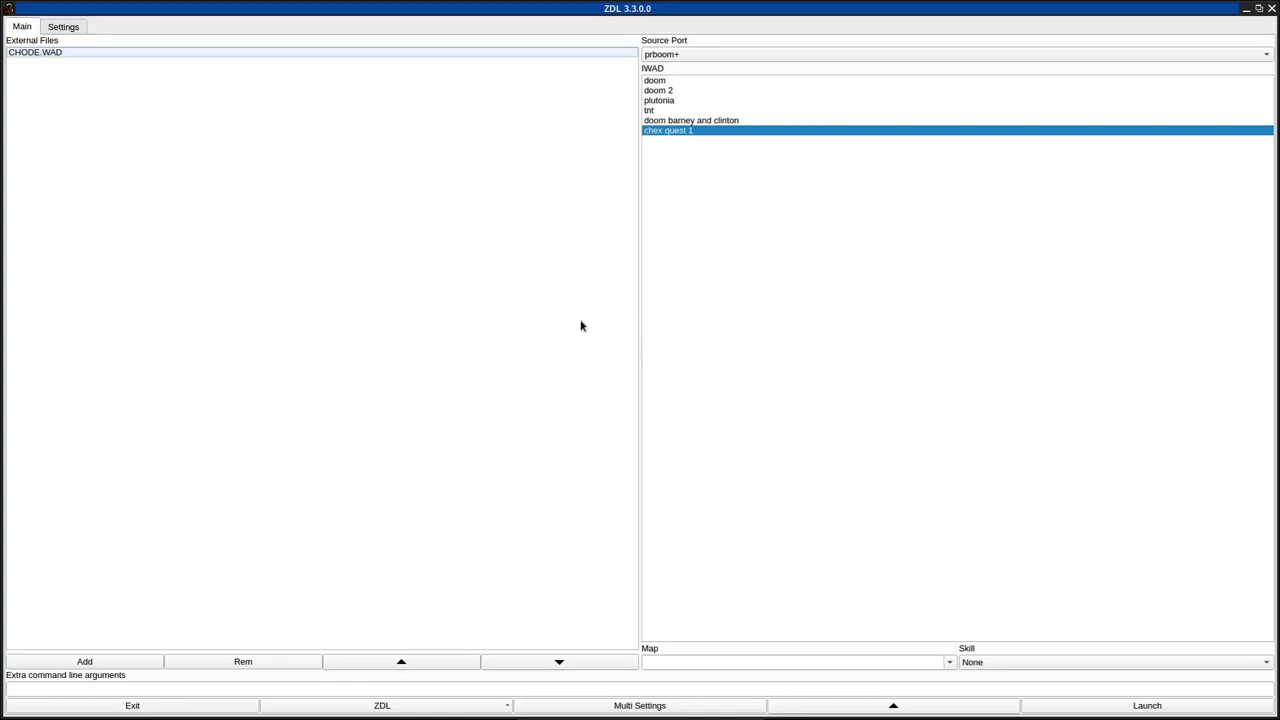 ZDL 3.3.0.0
Main Settings
External Files
CHODE.WAD
Source Port
prboom+
IWAD
doom
doom 2
plutonia
tnt
doom barney and clinton
chex quest 1
Map Skill
None
Add Rem
Extra command line arguments
Exit ZDL Multi Settings Launch